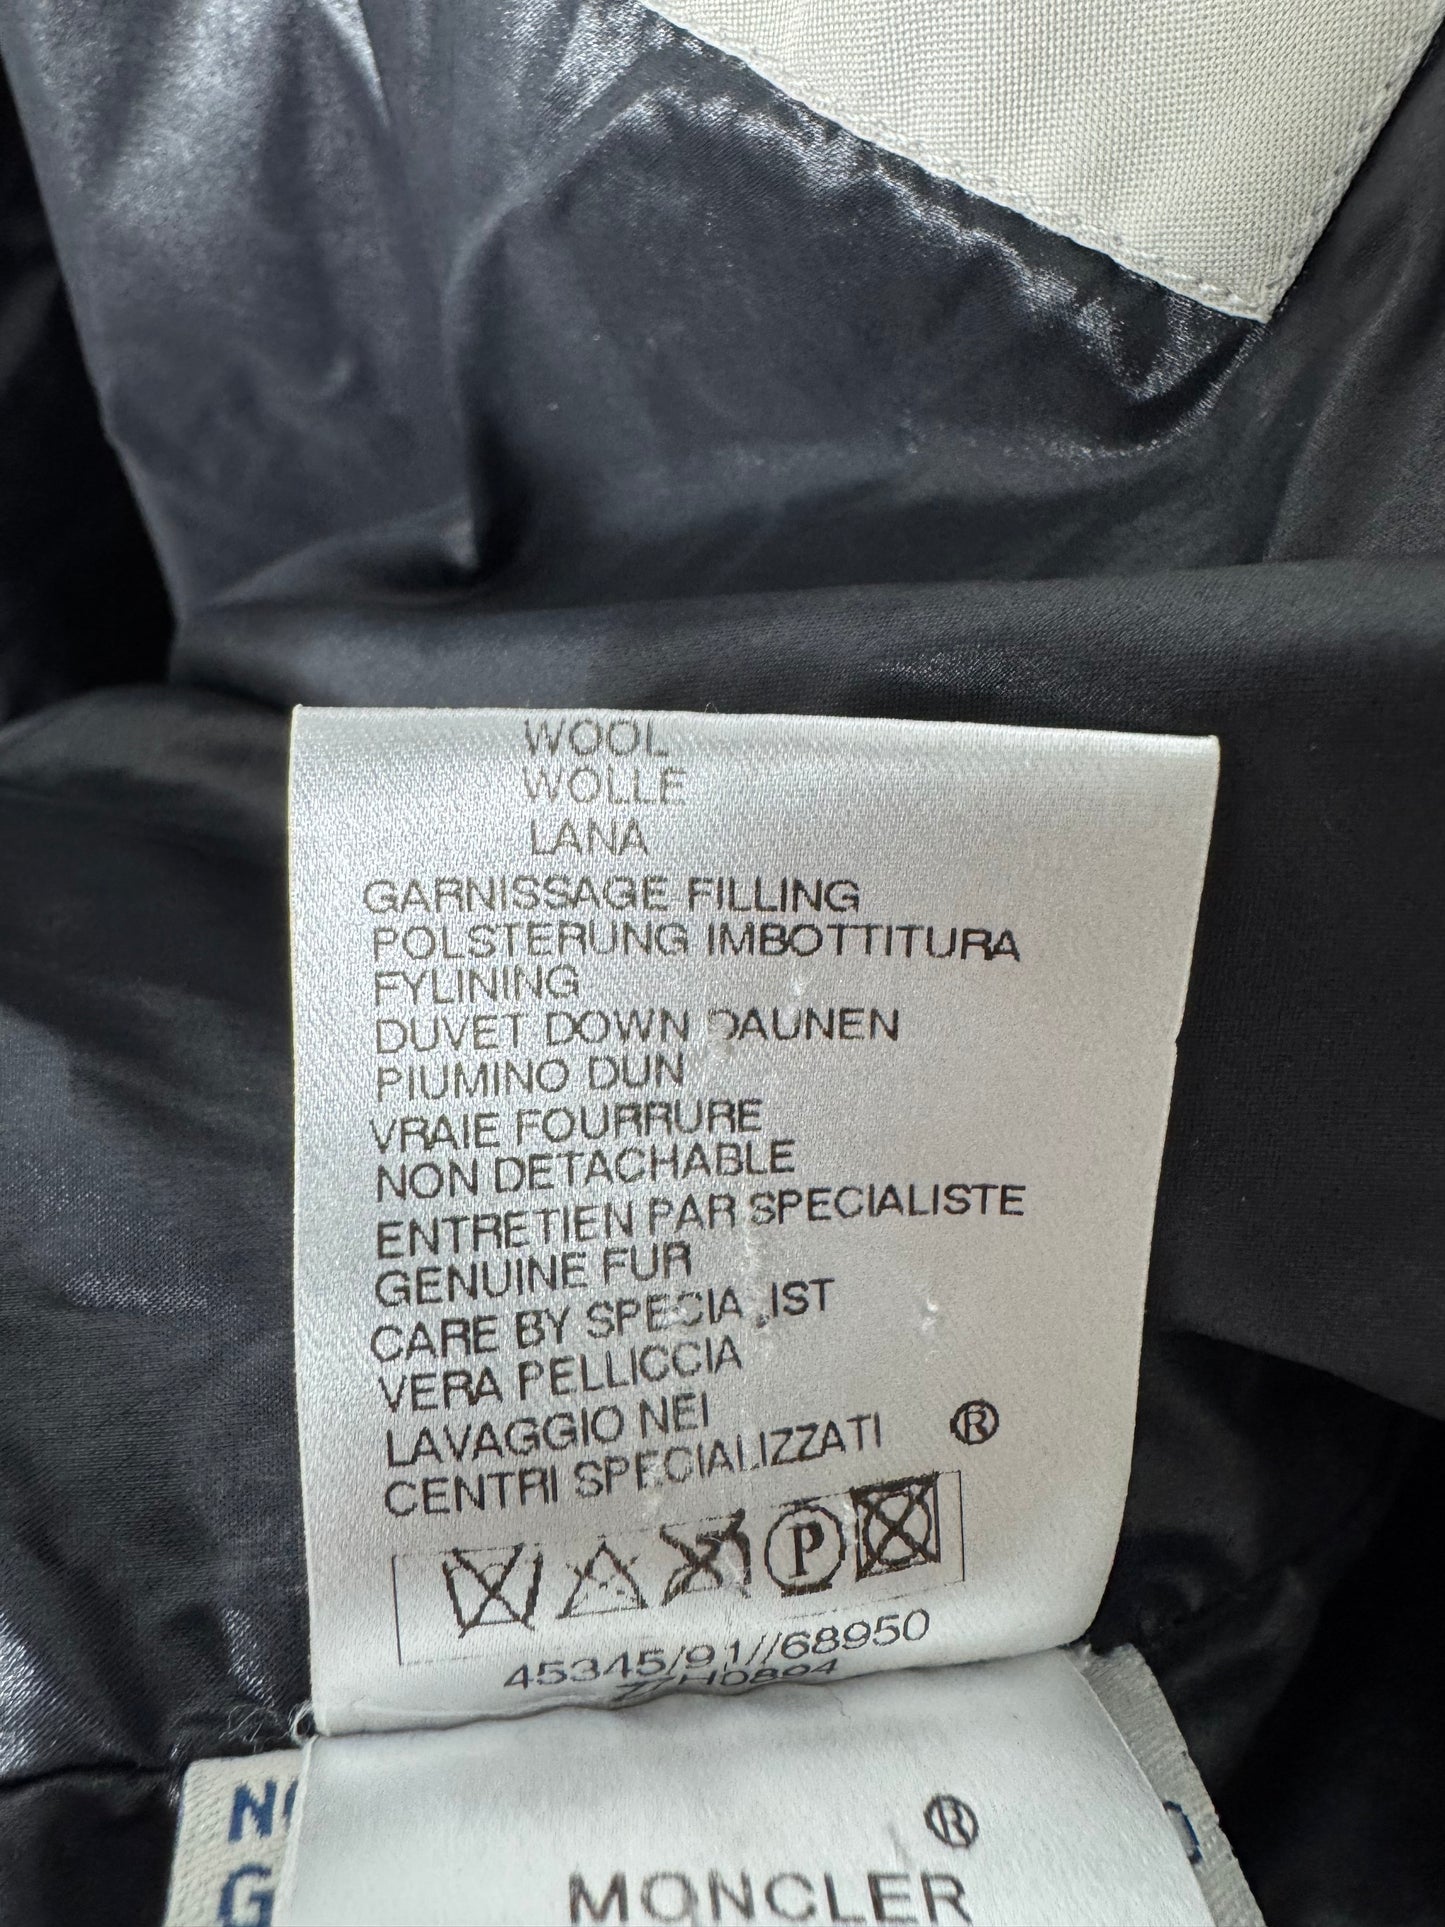 WOOL
WOLLE
LANA
GARNISSAGE FILLING
POLSTERUNG IMBOTTITURA
FYLINING
DUVET DOWN DAUNEN
PIUMINO DUN
VRAIE FOURRURE
NON DETACHABLE
ENTRETIEN PAR SPECIALISTE
GENUINE FUR
CARE BY SPECIALIST
VERA PELLICCIA
LAVAGGIO NEI
CENTRI SPECIALIZZATI ®
P
45345/91//68950
®
MONCLER